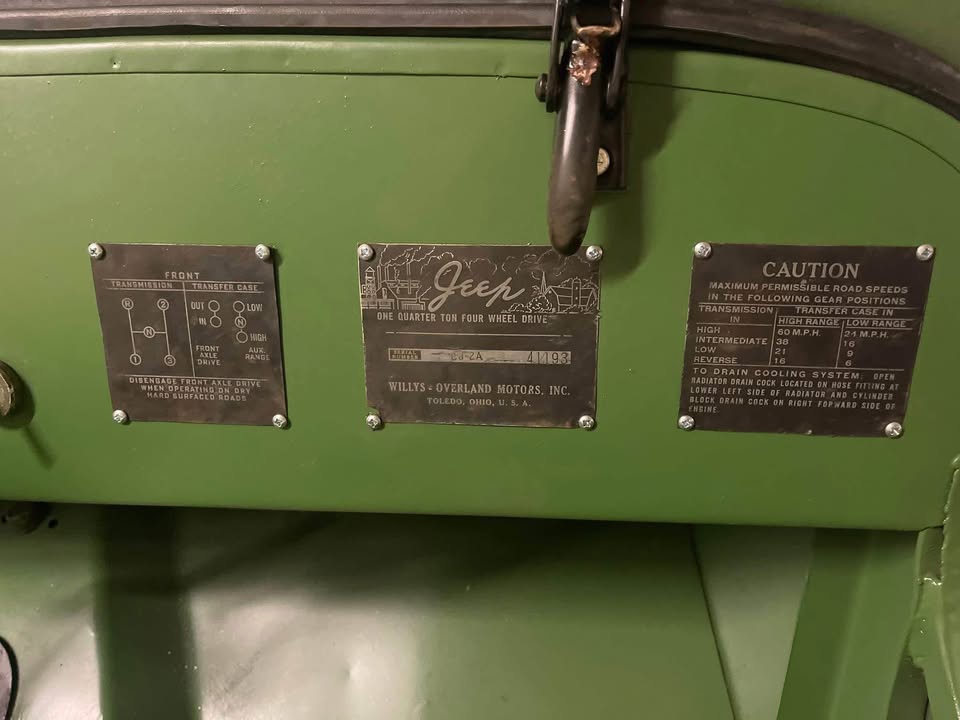 FRONT
TRANSMISSION TRANSFER CASE
R 2 OUT LOW
IN N
N HIGH
1 3 FRONT AXLE DRIVE AUX. RANGE
DISENGAGE FRONT AXLE DRIVE
WHEN OPERATING ON DRY
HARD SURFACED ROADS
Jeep
ONE QUARTER TON FOUR WHEEL DRIVE
SERIAL NUMBER 2A 41193
WILLYS-OVERLAND MOTORS, INC.
TOLEDO, OHIO, U. S. A.
CAUTION
MAXIMUM PERMISSIBLE ROAD SPEEDS
IN THE FOLLOWING GEAR POSITIONS
TRANSMISSION IN TRANSFER CASE IN
HIGH RANGE LOW RANGE
HIGH 60 M.P.H. 24 M.P.H.
INTERMEDIATE 38 16
LOW 21 9
REVERSE 16 6
TO DRAIN COOLING SYSTEM: OPEN
RADIATOR DRAIN COCK LOCATED ON HOSE FITTING AT
LOWER LEFT SIDE OF RADIATOR AND CYLINDER
BLOCK DRAIN COCK ON RIGHT FORWARD SIDE OF
ENGINE.